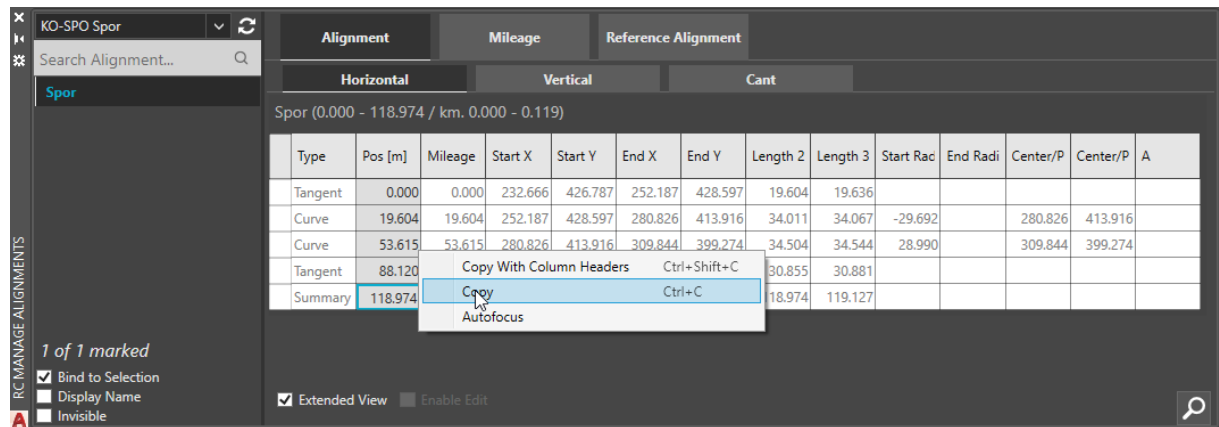 KO-SPO Spor
Search Alignment...
Spor
1 of 1 marked
Bind to Selection
Display Name
Invisible
RC MANAGE ALIGNMENTS
Alignment Mileage Reference Alignment
Horizontal Vertical Cant
Spor (0.000 - 118.974 / km. 0.000 - 0.119)
Type Pos [m] Mileage Start X Start Y End X End Y Length 2 Length 3 Start Rad End Radi Center/P Center/P A
Tangent 0.000 0.000 232.666 426.787 252.187 428.597 19.604 19.636
Curve 19.604 19.604 252.187 428.597 280.826 413.916 34.011 34.067 -29.692 280.826 413.916
Curve 53.615 53.615 280.826 413.916 309.844 399.274 34.504 34.544 28.990 309.844 399.274
Tangent 88.120 30.855 30.881
Summary 118.974 18.974 119.127
Copy With Column Headers Ctrl+Shift+C
Copy Ctrl+C
Autofocus
Extended View Enable Edit